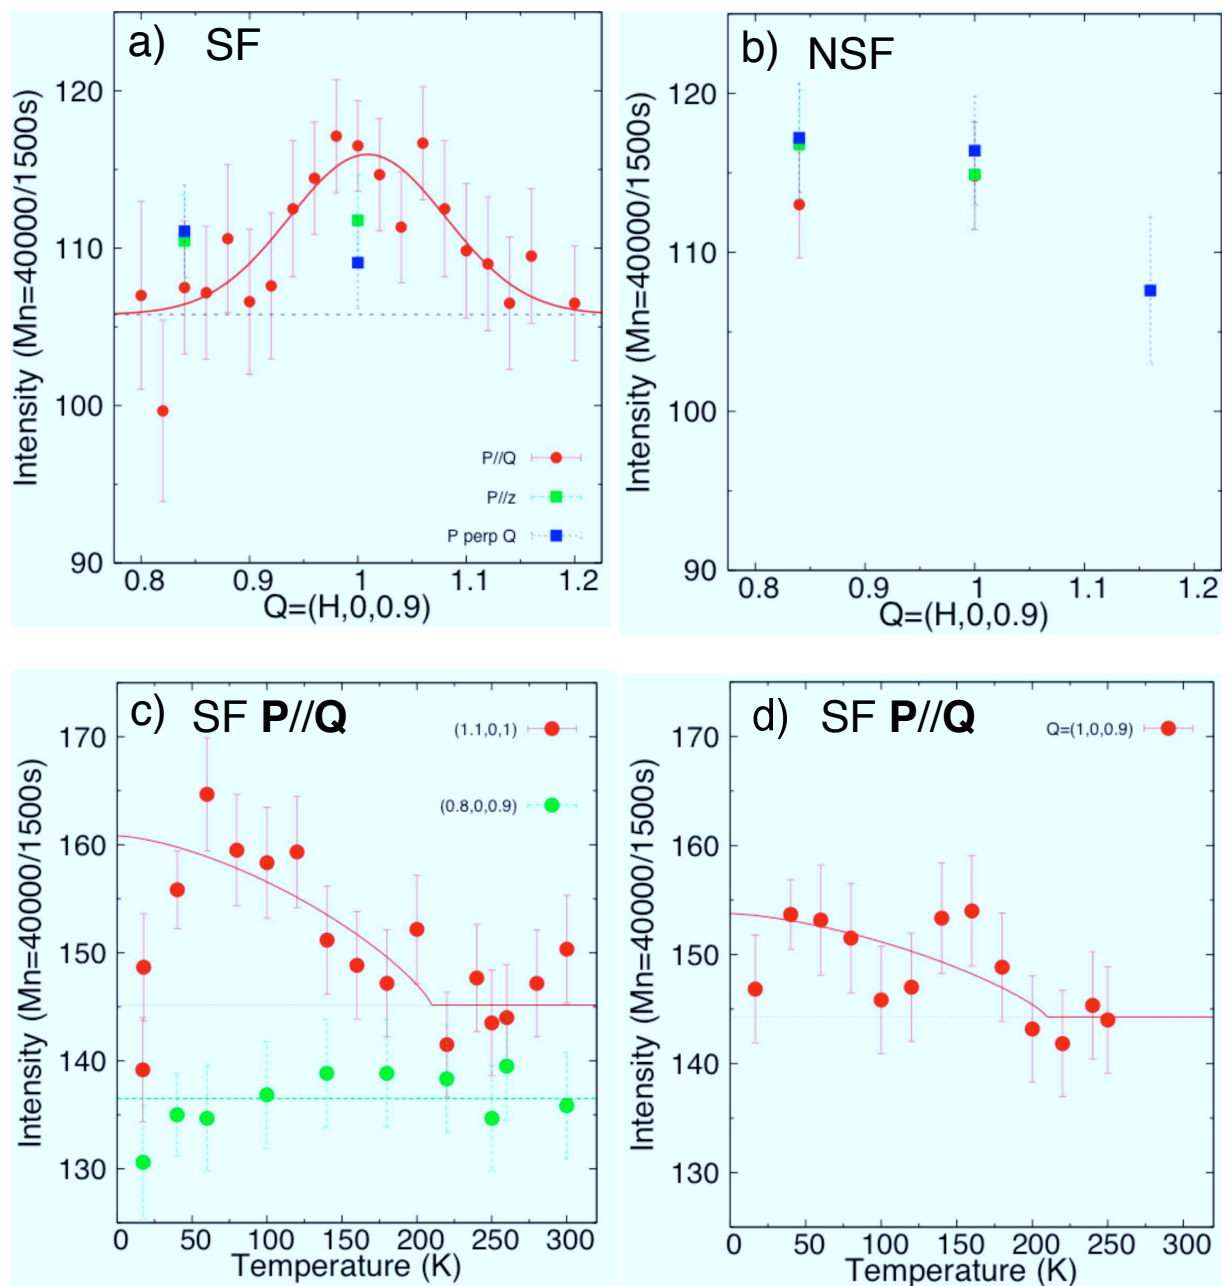 a) SF
Intensity (Mn=40000/1500s)
120
110
100
90
P//Q
P//z
P perp Q
0.8 0.9 1 1.1 1.2
Q=(H,0,0.9)
b) NSF
Intensity (Mn=40000/1500s)
120
110
100
90
0.8 0.9 1 1.1 1.2
Q=(H,0,0.9)
c) SF P//Q
Intensity (Mn=40000/1500s)
(1.1,0,1)
(0.8,0,0.9)
170
160
150
140
130
0 50 100 150 200 250 300
Temperature (K)
d) SF P//Q
Intensity (Mn=40000/1500s)
Q=(1,0,0.9)
170
160
150
140
130
0 50 100 150 200 250 300
Temperature (K)